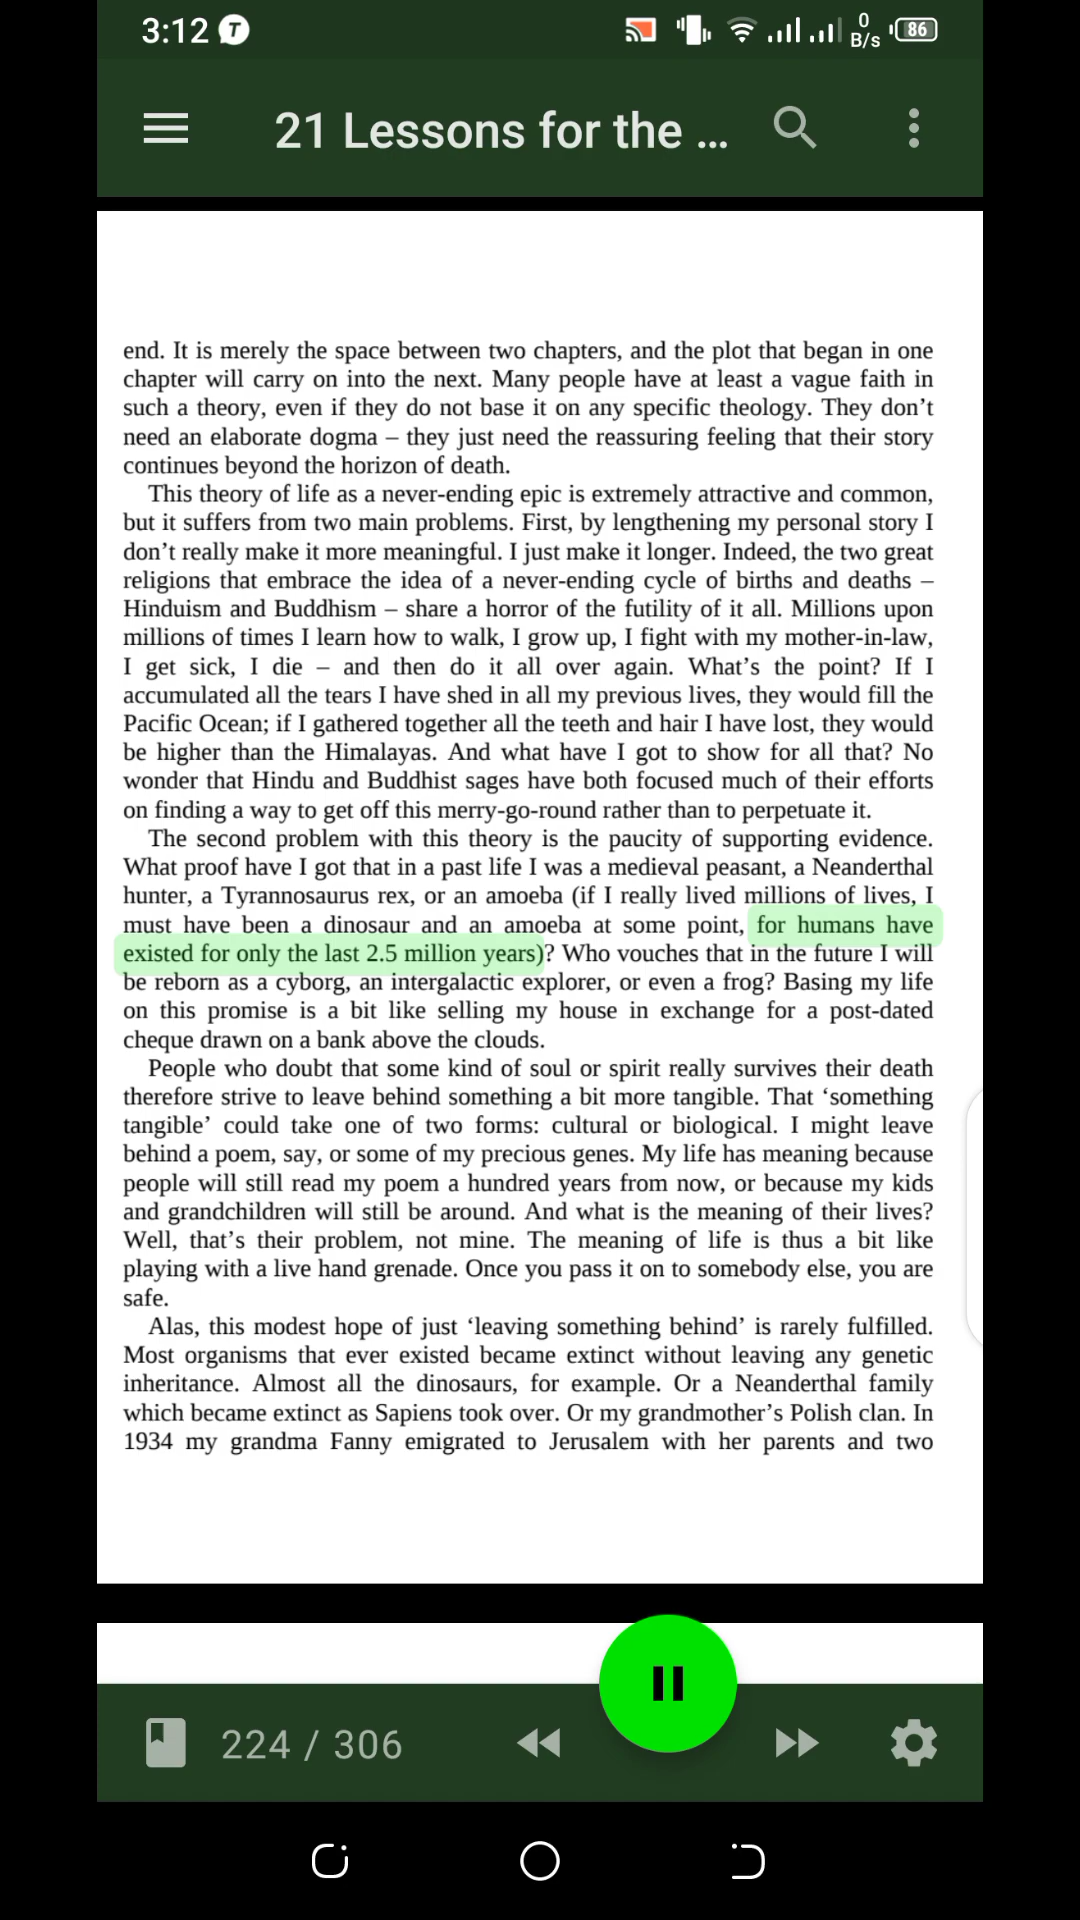 3:12
0
B/s
86
21 Lessons for the ...
end. It is merely the space between two chapters, and the plot that began in one
chapter will carry on into the next. Many people have at least a vague faith in
such a theory, even if they do not base it on any specific theology. They don’t
need an elaborate dogma – they just need the reassuring feeling that their story
continues beyond the horizon of death.
This theory of life as a never-ending epic is extremely attractive and common,
but it suffers from two main problems. First, by lengthening my personal story I
don’t really make it more meaningful. I just make it longer. Indeed, the two great
religions that embrace the idea of a never-ending cycle of births and deaths –
Hinduism and Buddhism – share a horror of the futility of it all. Millions upon
millions of times I learn how to walk, I grow up, I fight with my mother-in-law,
I get sick, I die – and then do it all over again. What’s the point? If I
accumulated all the tears I have shed in all my previous lives, they would fill the
Pacific Ocean; if I gathered together all the teeth and hair I have lost, they would
be higher than the Himalayas. And what have I got to show for all that? No
wonder that Hindu and Buddhist sages have both focused much of their efforts
on finding a way to get off this merry-go-round rather than to perpetuate it.
The second problem with this theory is the paucity of supporting evidence.
What proof have I got that in a past life I was a medieval peasant, a Neanderthal
hunter, a Tyrannosaurus rex, or an amoeba (if I really lived millions of lives, I
must have been a dinosaur and an amoeba at some point, for humans have
existed for only the last 2.5 million years)? Who vouches that in the future I will
be reborn as a cyborg, an intergalactic explorer, or even a frog? Basing my life
on this promise is a bit like selling my house in exchange for a post-dated
cheque drawn on a bank above the clouds.
People who doubt that some kind of soul or spirit really survives their death
therefore strive to leave behind something a bit more tangible. That ‘something
tangible’ could take one of two forms: cultural or biological. I might leave
behind a poem, say, or some of my precious genes. My life has meaning because
people will still read my poem a hundred years from now, or because my kids
and grandchildren will still be around. And what is the meaning of their lives?
Well, that’s their problem, not mine. The meaning of life is thus a bit like
playing with a live hand grenade. Once you pass it on to somebody else, you are
safe.
Alas, this modest hope of just ‘leaving something behind’ is rarely fulfilled.
Most organisms that ever existed became extinct without leaving any genetic
inheritance. Almost all the dinosaurs, for example. Or a Neanderthal family
which became extinct as Sapiens took over. Or my grandmother’s Polish clan. In
1934 my grandma Fanny emigrated to Jerusalem with her parents and two
224 / 306